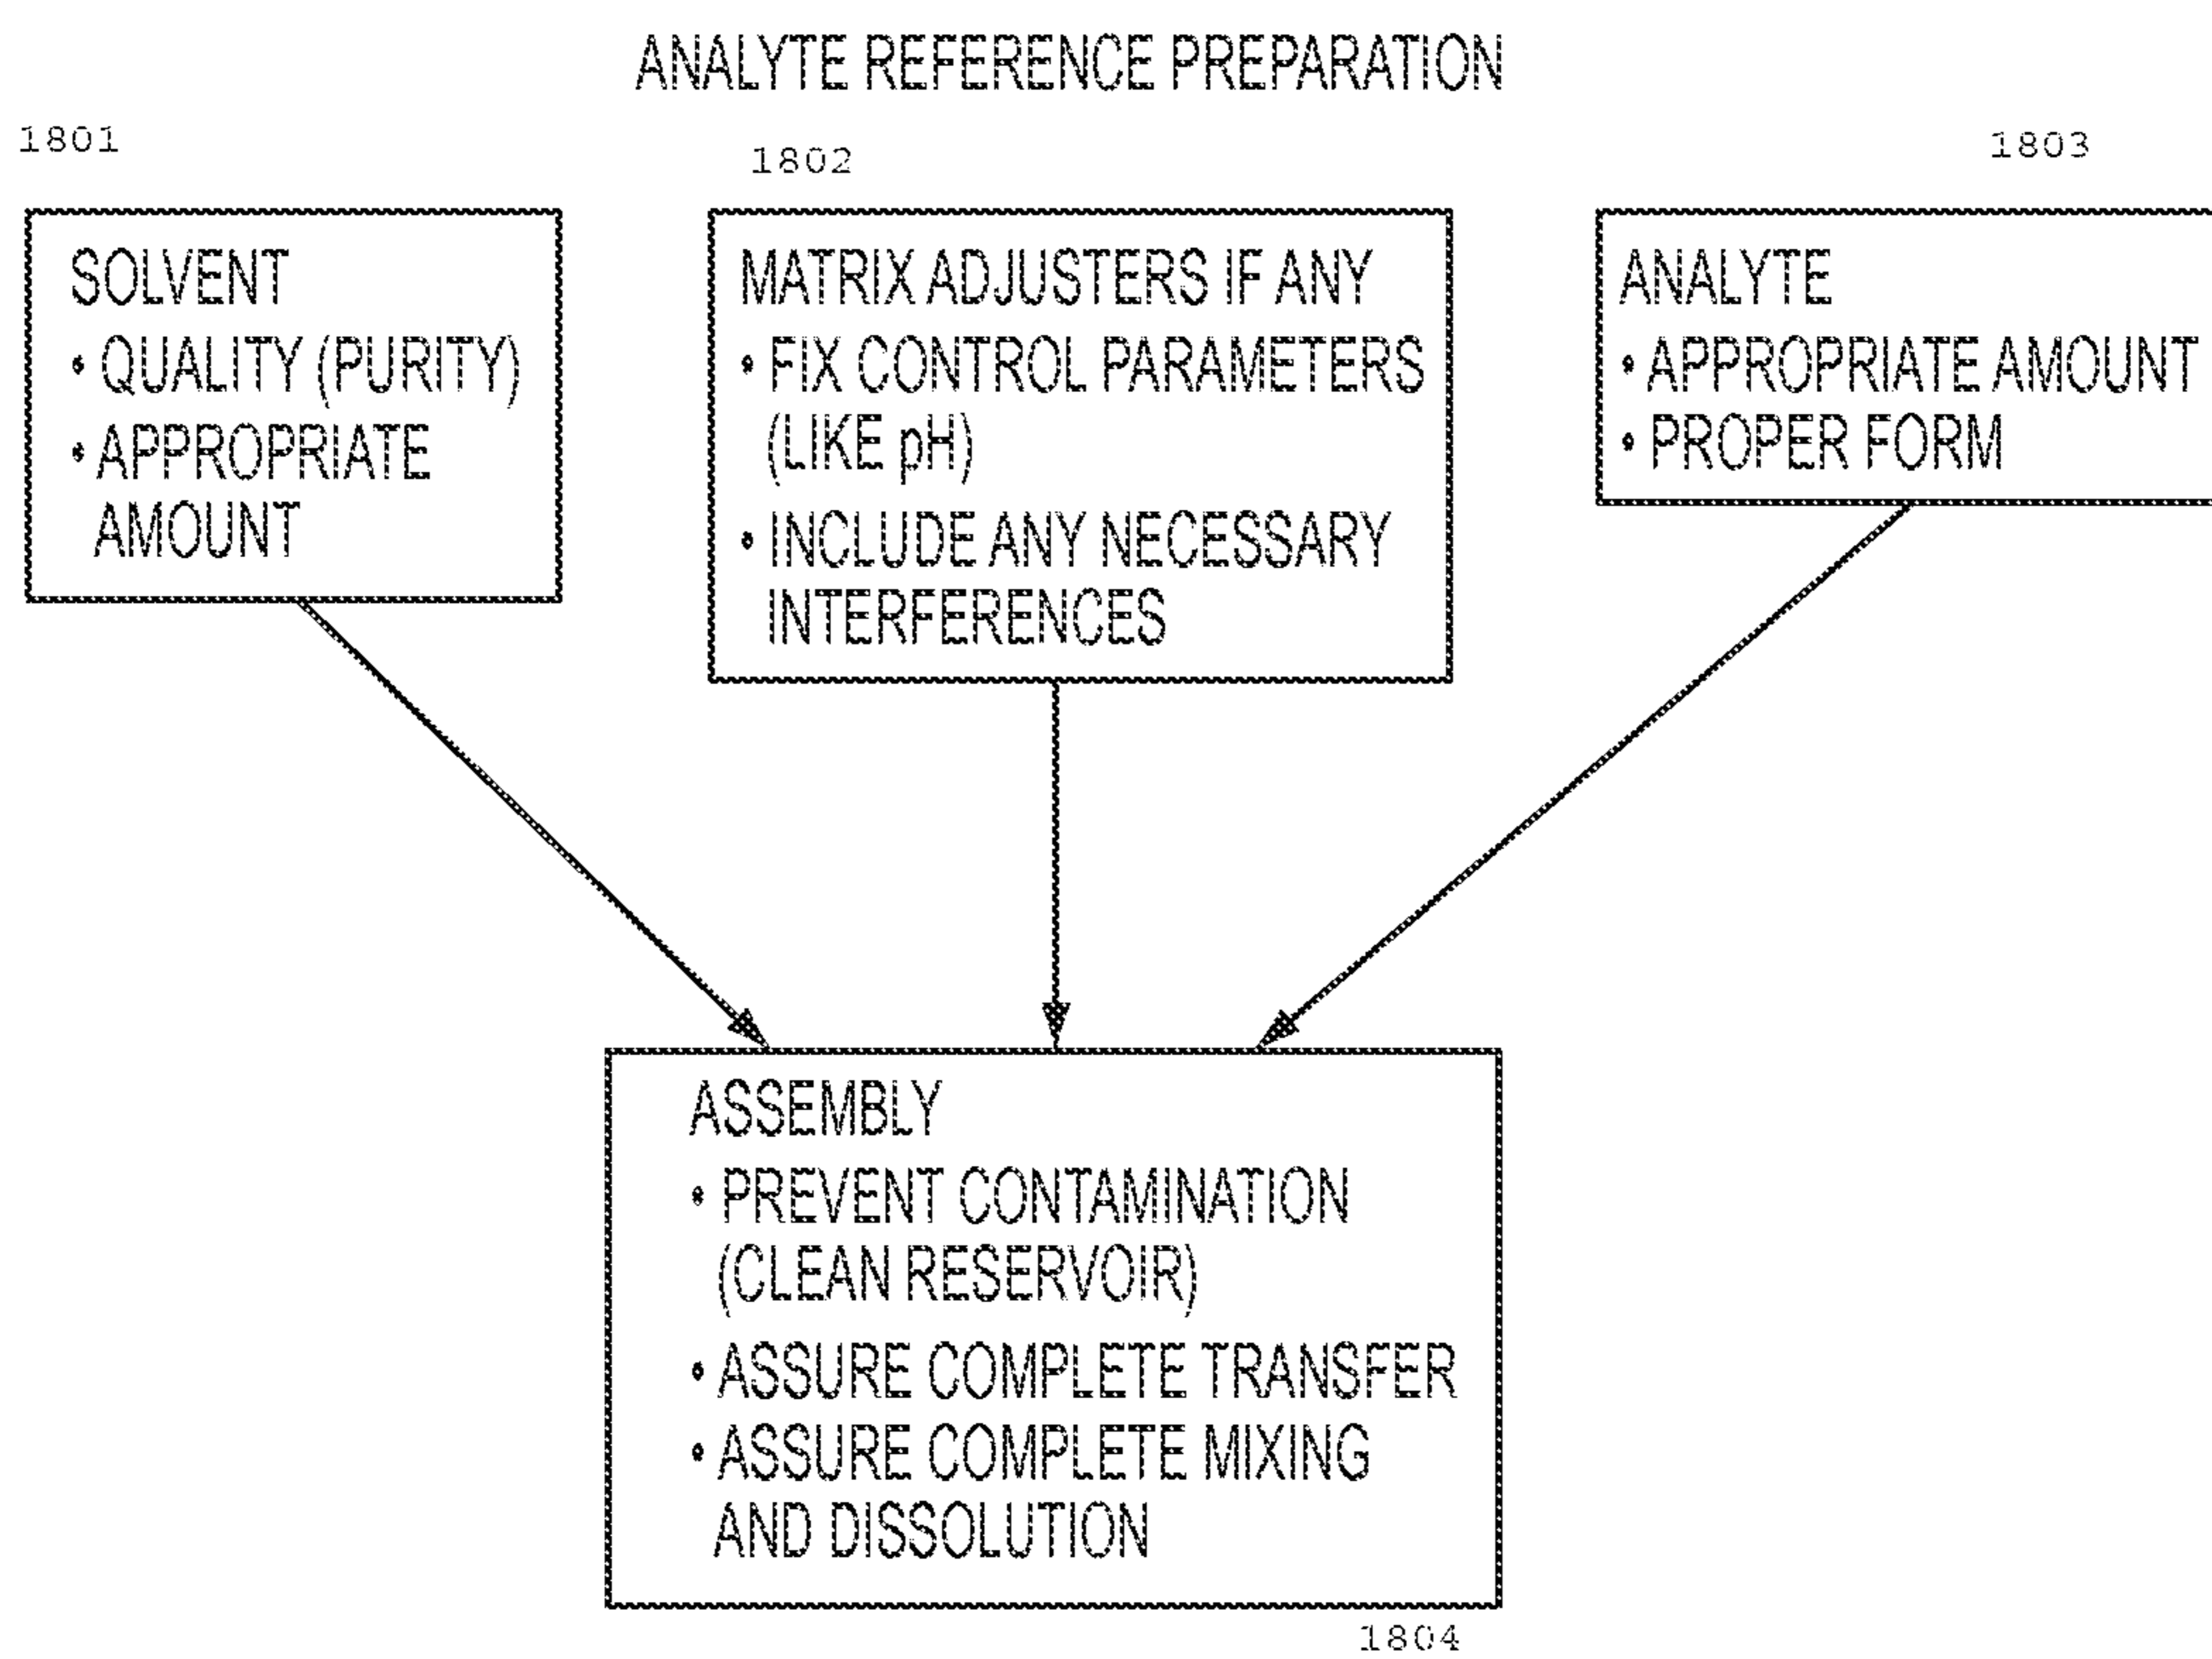 ANALYTE REFERENCE PREPARATION
1801
1802
1803
SOLVENT
• QUALITY (PURITY)
• APPROPRIATE
AMOUNT
MATRIX ADJUSTERS IF ANY
• FIX CONTROL PARAMETERS
(LIKE pH)
• INCLUDE ANY NECESSARY
INTERFERENCES
ANALYTE
• APPROPRIATE AMOUNT
• PROPER FORM
ASSEMBLY
• PREVENT CONTAMINATION
(CLEAN RESERVOIR)
• ASSURE COMPLETE TRANSFER
• ASSURE COMPLETE MIXING
AND DISSOLUTION
1804